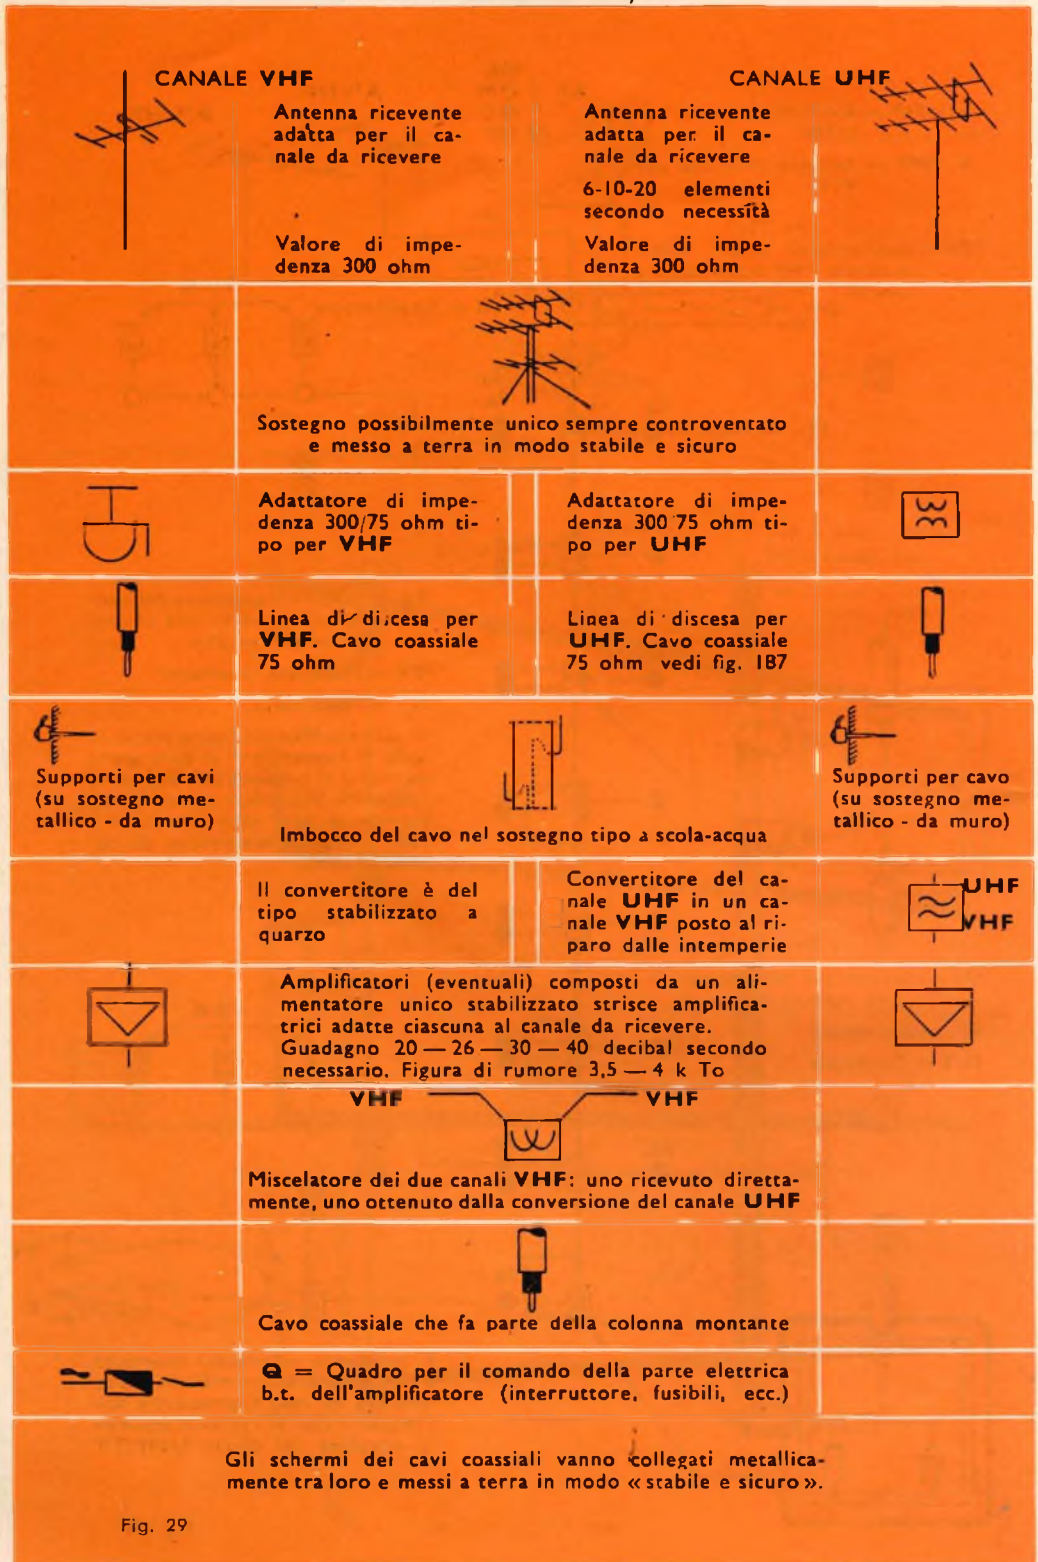 CANALE VHF
Antenna ricevente
adatta per il ca-
nale da ricevere
Valore di impe-
denza 300 ohm
CANALE UHF
Antenna ricevente
adatta per il ca-
nale da ricevere
6-10-20 elementi
secondo necessità
Valore di impe-
denza 300 ohm
Sostegno possibilmente unico sempre controventato
e messo a terra in modo stabile e sicuro
Adattatore di impe-
denza 300/75 ohm ti-
po per VHF
Adattatore di impe-
denza 300 75 ohm ti-
po per UHF
Linea di discesa per
VHF. Cavo coassiale
75 ohm
Linea di discesa per
UHF. Cavo coassiale
75 ohm vedi fig. 187
Supporti per cavi
(su sostegno me-
tallico - da muro)
Imbocco del cavo nel sostegno tipo a scola-acqua
Supporti per cavo
(su sostegno me-
tallico - da muro)
Il convertitore è del
tipo stabilizzato a
quarzo
Convertitore del ca-
nale UHF in un ca-
nale VHF posto al ri-
paro dalle intemperie
UHF
VHF
Amplificatori (eventuali) composti da un ali-
mentatore unico stabilizzato strisce amplifica-
trici adatte ciascuna al canale da ricevere.
Guadagno 20 — 26 — 30 — 40 decibal secondo
necessario. Figura di rumore 3,5 — 4 k To
VHF VHF
Miscelatore dei due canali VHF: uno ricevuto diretta-
mente, uno ottenuto dalla conversione del canale UHF
Cavo coassiale che fa parte della colonna montante
Q = Quadro per il comando della parte elettrica
b.t. dell'amplificatore (interruttore, fusibili, ecc.)
Gli schermi dei cavi coassiali vanno collegati metallica-
mente tra loro e messi a terra in modo « stabile e sicuro ».
Fig. 29